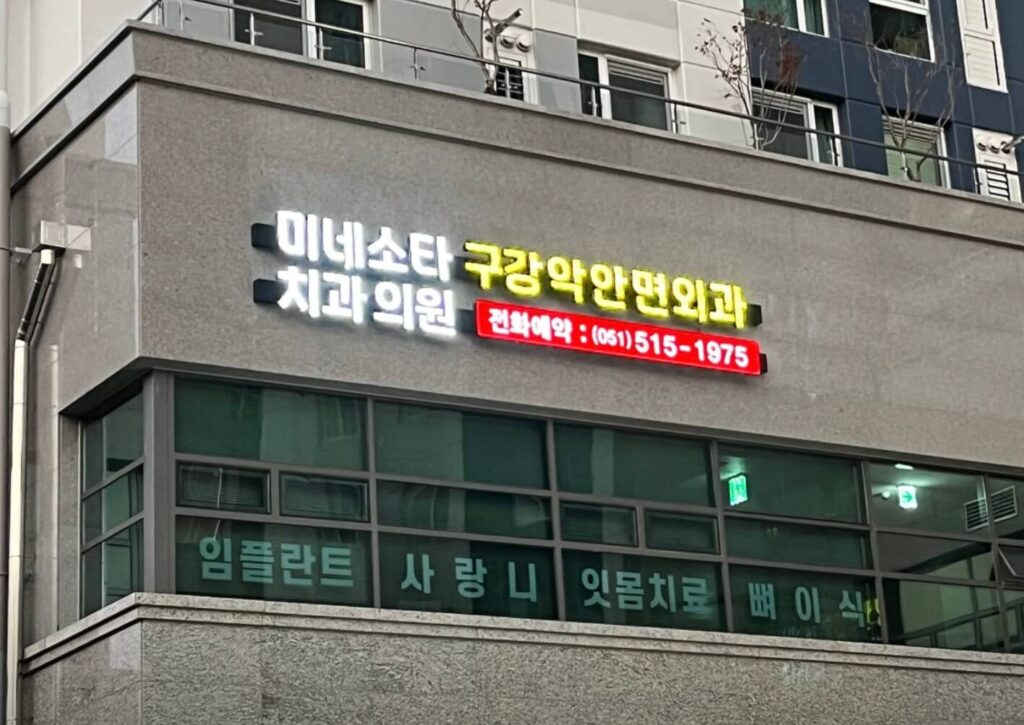 미네소타
치과의원
구강악안면외과
전화예약 : (051) 515-1975
임플란트 사랑니 잇몸치료 뼈이식